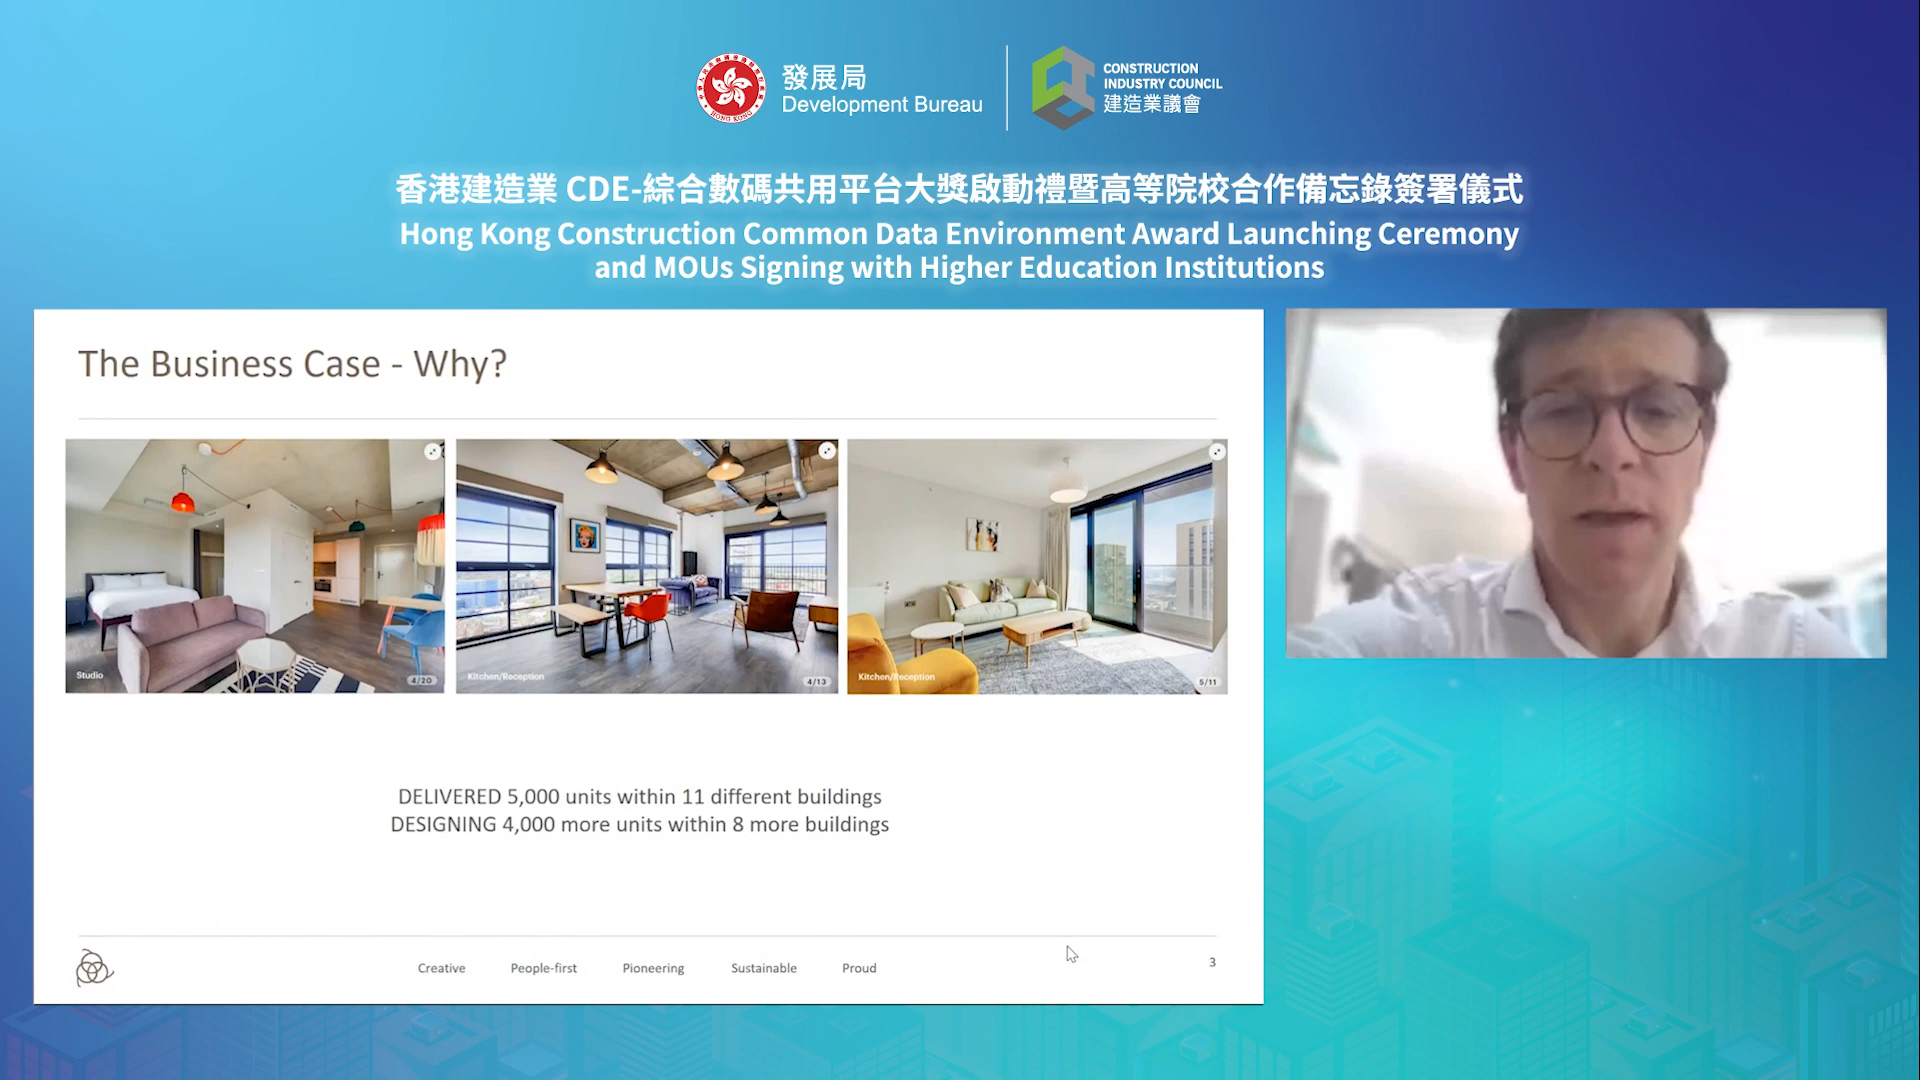 發展局
Development Bureau
CONSTRUCTION
INDUSTRY COUNCIL
建造業議會
HONG KONG
香港建造業 CDE-綜合數碼共用平台大獎啟動禮暨高等院校合作備忘錄簽署儀式
Hong Kong Construction Common Data Environment Award Launching Ceremony
and MOUs Signing with Higher Education Institutions
The Business Case - Why?
Studio
4/20
Kitchen/Reception
4/13
Kitchen/Reception
5/11
DELIVERED 5,000 units within 11 different buildings
DESIGNING 4,000 more units within 8 more buildings
Creative
People-first
Pioneering
Sustainable
Proud
3